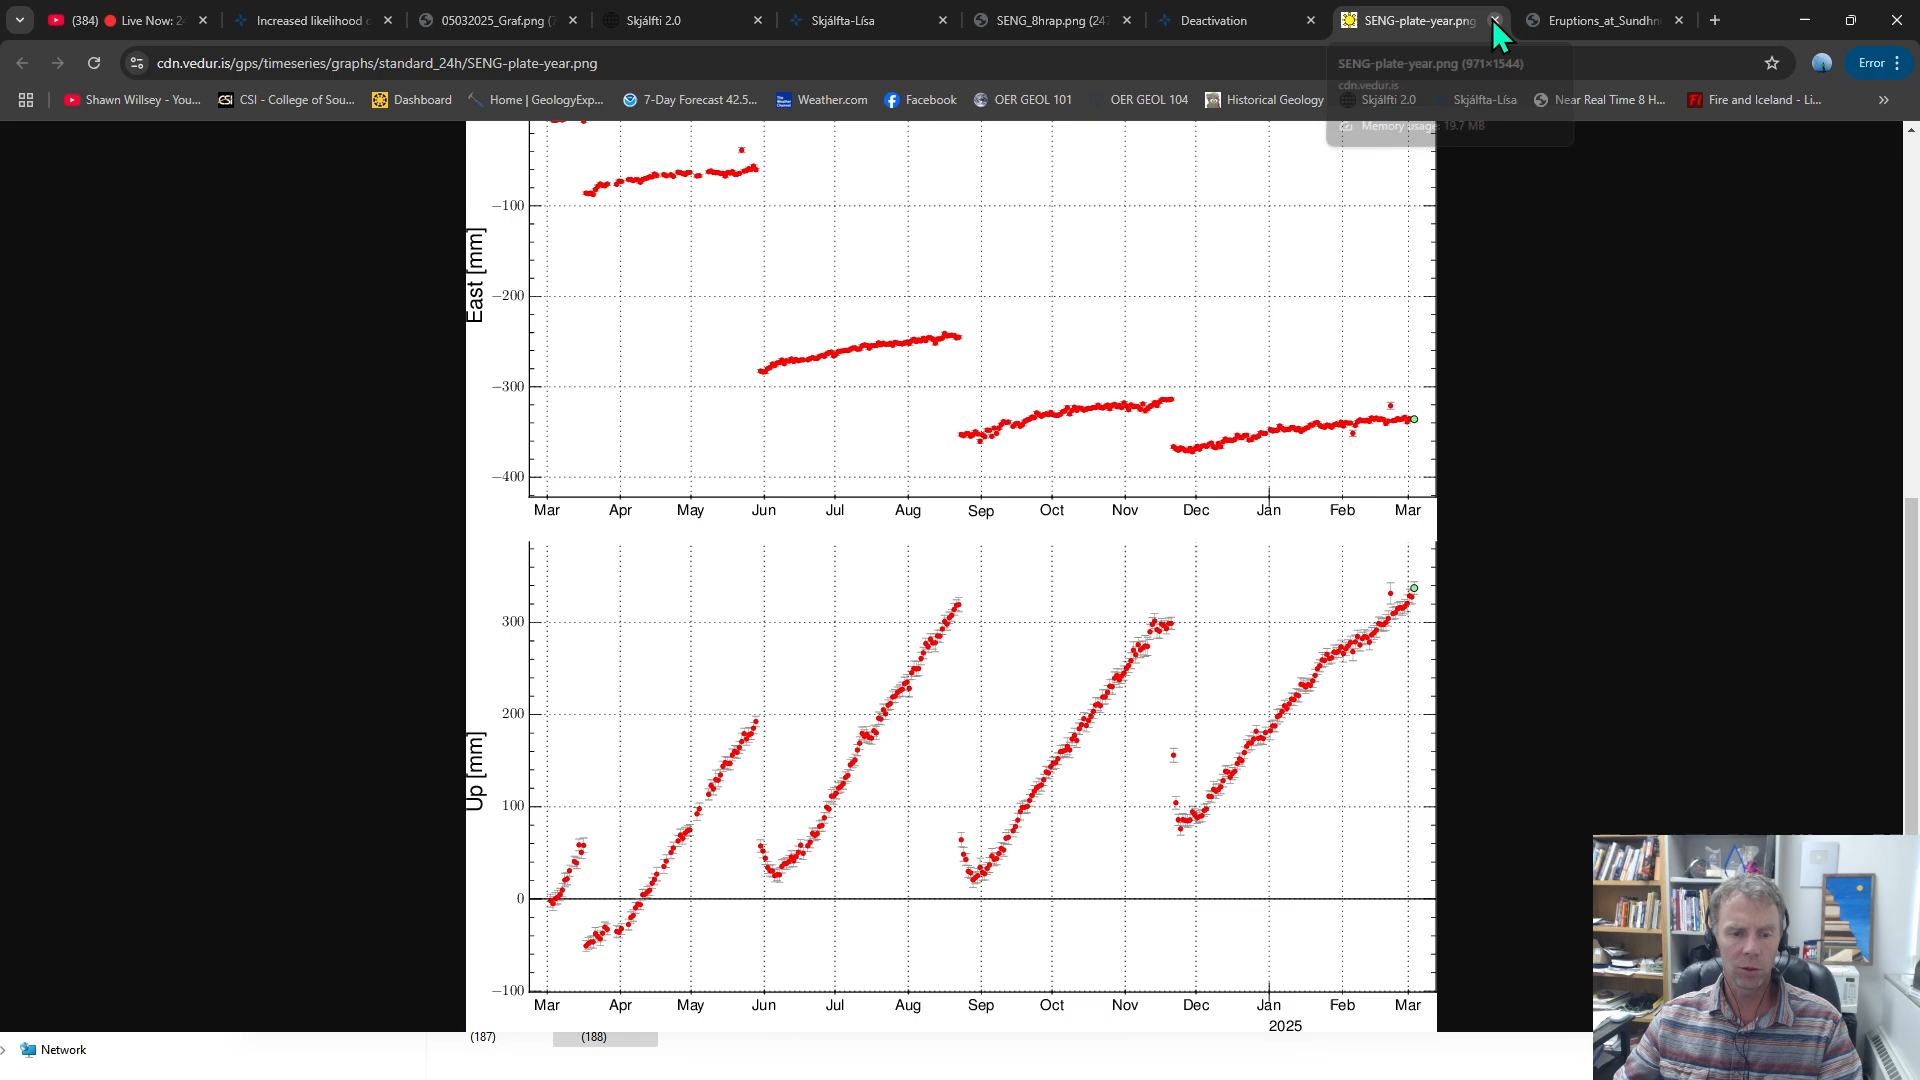 (384) Live Now: 24
Increased likelihood o
05032025_Graf.png (7
Skjálfti 2.0
Skjálfta-Lísa
SENG_8hrap.png (247
Deactivation
SENG-plate-year.png
Eruptions_at_Sundhn
cdn.vedur.is/gps/timeseries/graphs/standard_24h/SENG-plate-year.png
Error
SENG-plate-year.png (971×1544)
cdn.vedur.is
Memory usage: 19.7 MB
Shawn Willsey - You...
CSI - College of Sou...
Dashboard
Home | GeologyExp...
7-Day Forecast 42.5...
Weather.com
Facebook
OER GEOL 101
OER GEOL 104
Historical Geology
Skjálfti 2.0
Skjálfta-Lísa
Near Real Time 8 H...
Fire and Iceland - Li...
»
East [mm]
−100
−200
−300
−400
Mar Apr May Jun Jul Aug Sep Oct Nov Dec Jan Feb Mar
Up [mm]
300
200
100
0
−100
Mar Apr May Jun Jul Aug Sep Oct Nov Dec Jan Feb Mar
2025
(187) (188)
Network